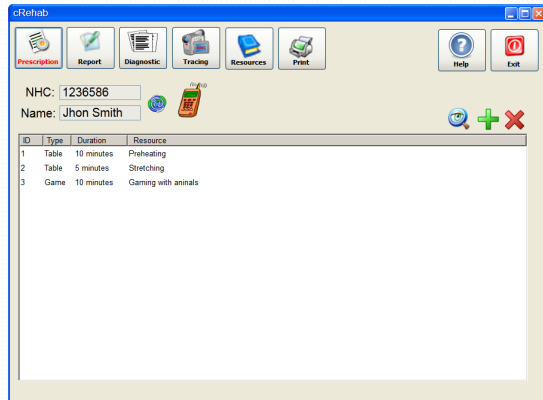 cRehab
Prescription Report Diagnostic Tracing Resources Print Help Exit
NHC: 1236586
Name: Jhon Smith
ID Type Duration Resource
1 Table 10 minutes Preheating
2 Table 5 minutes Stretching
3 Game 10 minutes Gaming with aninals